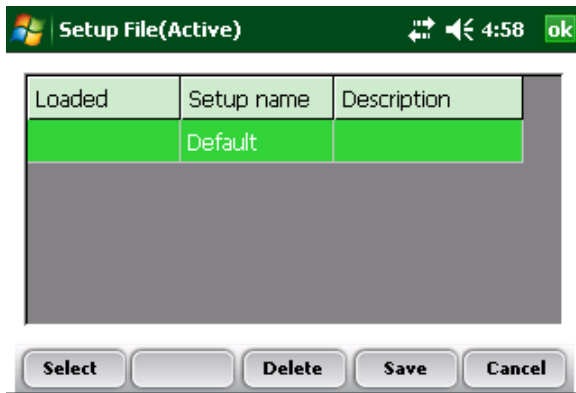 Setup File(Active) 4:58 ok
Loaded Setup name Description
Default
Select Delete Save Cancel